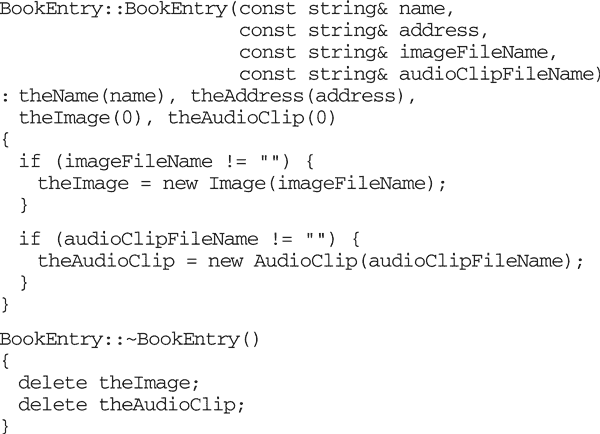 BookEntry::BookEntry(const string& name,
                     const string& address,
                     const string& imageFileName,
                     const string& audioClipFileName)
: theName(name), theAddress(address),
  theImage(0), theAudioClip(0)
{
  if (imageFileName != "") {
    theImage = new Image(imageFileName);
  }

  if (audioClipFileName != "") {
    theAudioClip = new AudioClip(audioClipFileName);
  }
}

BookEntry::~BookEntry()
{
  delete theImage;
  delete theAudioClip;
}